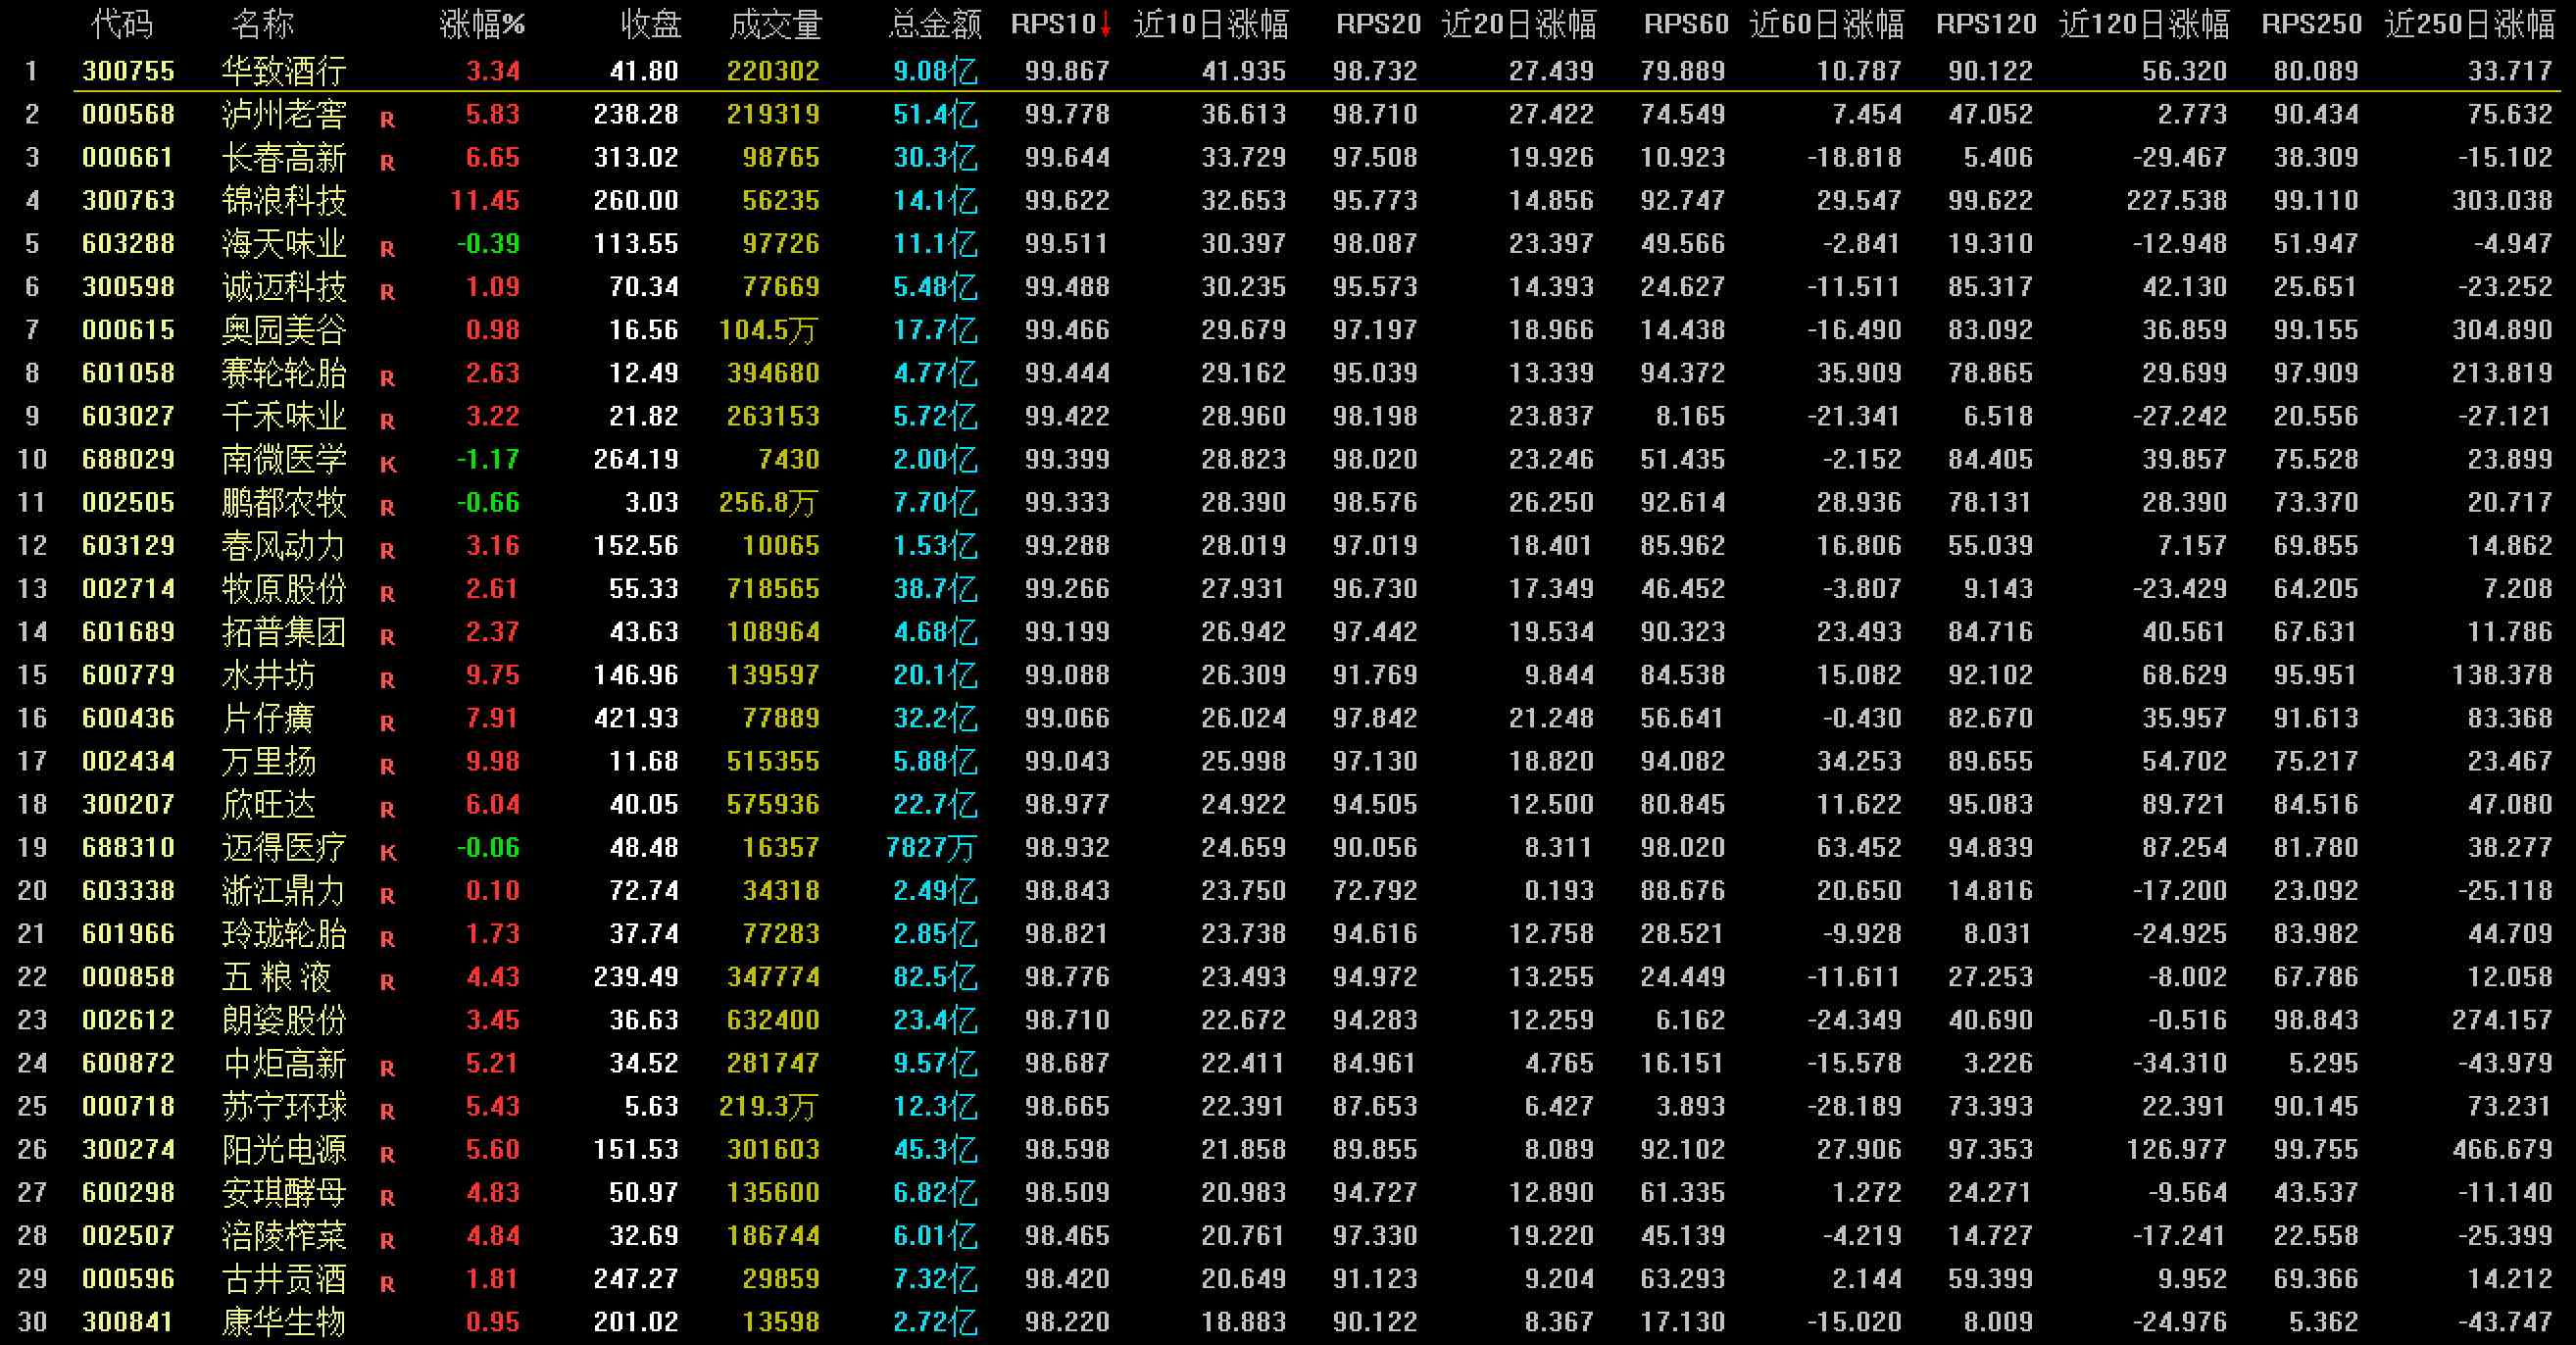 代码 名称 涨幅% 收盘 成交量 总金额 RPS10↓ 近10日涨幅 RPS20 近20日涨幅 RPS60 近60日涨幅 RPS120 近120日涨幅 RPS250 近250日涨幅
1 300755 华致酒行 3.34 41.80 220302 9.08亿 99.867 41.935 98.732 27.439 79.889 10.787 90.122 56.320 80.089 33.717
2 000568 泸州老窖 R 5.83 238.28 219319 51.4亿 99.778 36.613 98.710 27.422 74.549 7.454 47.052 2.773 90.434 75.632
3 000661 长春高新 R 6.65 313.02 98765 30.3亿 99.644 33.729 97.508 19.926 10.923 -18.818 5.406 -29.467 38.309 -15.102
4 300763 锦浪科技 11.45 260.00 56235 14.1亿 99.622 32.653 95.773 14.856 92.747 29.547 99.622 227.538 99.110 303.038
5 603288 海天味业 R -0.39 113.55 97726 11.1亿 99.511 30.397 98.087 23.397 49.566 -2.841 19.310 -12.948 51.947 -4.947
6 300598 诚迈科技 R 1.09 70.34 77669 5.48亿 99.488 30.235 95.573 14.393 24.627 -11.511 85.317 42.130 25.651 -23.252
7 000615 奥园美谷 0.98 16.56 104.5万 17.7亿 99.466 29.679 97.197 18.966 14.438 -16.490 83.092 36.859 99.155 304.890
8 601058 赛轮轮胎 R 2.63 12.49 394680 4.77亿 99.444 29.162 95.039 13.339 94.372 35.909 78.865 29.699 97.909 213.819
9 603027 千禾味业 R 3.22 21.82 263153 5.72亿 99.422 28.960 98.198 23.837 8.165 -21.341 6.518 -27.242 20.556 -27.121
10 688029 南微医学 K -1.17 264.19 7430 2.00亿 99.399 28.823 98.020 23.246 51.435 -2.152 84.405 39.857 75.528 23.899
11 002505 鹏都农牧 R -0.66 3.03 256.8万 7.70亿 99.333 28.390 98.576 26.250 92.614 28.936 78.131 28.390 73.370 20.717
12 603129 春风动力 R 3.16 152.56 10065 1.53亿 99.288 28.019 97.019 18.401 85.962 16.806 55.039 7.157 69.855 14.862
13 002714 牧原股份 R 2.61 55.33 718565 38.7亿 99.266 27.931 96.730 17.349 46.452 -3.807 9.143 -23.429 64.205 7.208
14 601689 拓普集团 R 2.37 43.63 108964 4.68亿 99.199 26.942 97.442 19.534 90.323 23.493 84.716 40.561 67.631 11.786
15 600779 水井坊 R 9.75 146.96 139597 20.1亿 99.088 26.309 91.769 9.844 84.538 15.082 92.102 68.629 95.951 138.378
16 600436 片仔癀 R 7.91 421.93 77889 32.2亿 99.066 26.024 97.842 21.248 56.641 -0.430 82.670 35.957 91.613 83.368
17 002434 万里扬 R 9.98 11.68 515355 5.88亿 99.043 25.998 97.130 18.820 94.082 34.253 89.655 54.702 75.217 23.467
18 300207 欣旺达 R 6.04 40.05 575936 22.7亿 98.977 24.922 94.505 12.500 80.845 11.622 95.083 89.721 84.516 47.080
19 688310 迈得医疗 K -0.06 48.48 16357 7827万 98.932 24.659 90.056 8.311 98.020 63.452 94.839 87.254 81.780 38.277
20 603338 浙江鼎力 R 0.10 72.74 34318 2.49亿 98.843 23.750 72.792 0.193 88.676 20.650 14.816 -17.200 23.092 -25.118
21 601966 玲珑轮胎 R 1.73 37.74 77283 2.85亿 98.821 23.738 94.616 12.758 28.521 -9.928 8.031 -24.925 83.982 44.709
22 000858 五粮液 R 4.43 239.49 347774 82.5亿 98.776 23.493 94.972 13.255 24.449 -11.611 27.253 -8.002 67.786 12.058
23 002612 朗姿股份 3.45 36.63 632400 23.4亿 98.710 22.672 94.283 12.259 6.162 -24.349 40.690 -0.516 98.843 274.157
24 600872 中炬高新 R 5.21 34.52 281747 9.57亿 98.687 22.411 84.961 4.765 16.151 -15.578 3.226 -34.310 5.295 -43.979
25 000718 苏宁环球 R 5.43 5.63 219.3万 12.3亿 98.665 22.391 87.653 6.427 3.893 -28.189 73.393 22.391 90.145 73.231
26 300274 阳光电源 R 5.60 151.53 301603 45.3亿 98.598 21.858 89.855 8.089 92.102 27.906 97.353 126.977 99.755 466.679
27 600298 安琪酵母 R 4.83 50.97 135600 6.82亿 98.509 20.983 94.727 12.890 61.335 1.272 24.271 -9.564 43.537 -11.140
28 002507 涪陵榨菜 R 4.84 32.69 186744 6.01亿 98.465 20.761 97.330 19.220 45.139 -4.219 14.727 -17.241 22.558 -25.399
29 000596 古井贡酒 R 1.81 247.27 29859 7.32亿 98.420 20.649 91.123 9.204 63.293 2.144 59.399 9.952 69.366 14.212
30 300841 康华生物 0.95 201.02 13598 2.72亿 98.220 18.883 90.122 8.367 17.130 -15.020 8.009 -24.976 5.362 -43.747